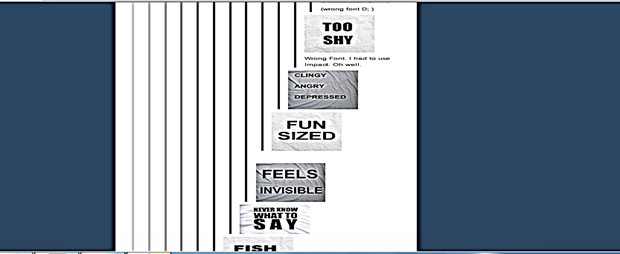 (wrong font D; )
TOO
SHY
Wrong Font. I had to use
Impact. Oh well.
CLINGY
ANGRY
DEPRESSED
FUN
SIZED
FEELS
INVISIBLE
NEVER KNOW
WHAT TO
SAY
FISH